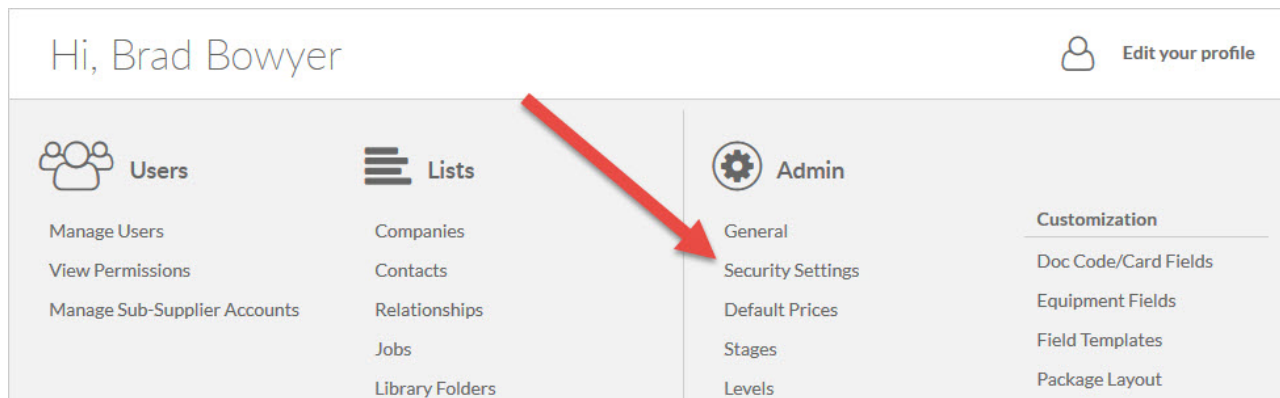 Hi, Brad Bowyer
Edit your profile
Users
Manage Users
View Permissions
Manage Sub-Supplier Accounts
Lists
Companies
Contacts
Relationships
Jobs
Library Folders
Admin
General
Security Settings
Default Prices
Stages
Levels
Customization
Doc Code/Card Fields
Equipment Fields
Field Templates
Package Layout